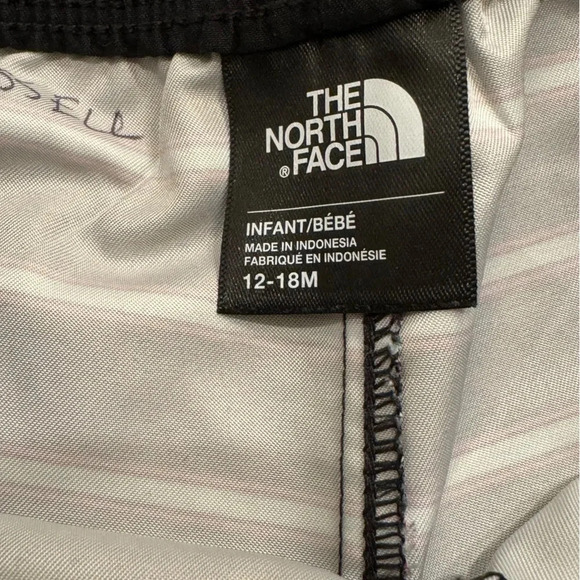 THE
NORTH
FACE
®
INFANT/BÉBÉ
MADE IN INDONESIA
FABRIQUÉ EN INDONÉSIE
12-18M